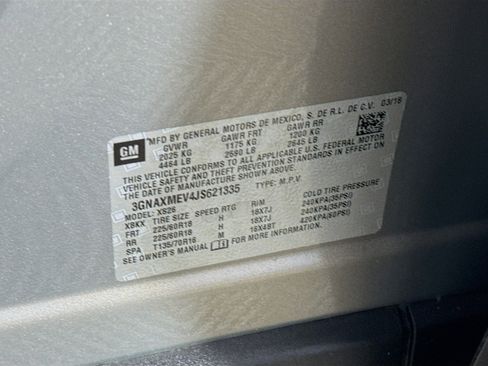 GM
MFD BY GENERAL MOTORS DE MEXICO, S. DE R.L. DE C.V. 03/18
GVWR GAWR FRT GAWR RR
2025 KG 1175 KG 1200 KG
4464 LB 2590 LB 2645 LB
THIS VEHICLE CONFORMS TO ALL APPLICABLE U.S. FEDERAL MOTOR
VEHICLE SAFETY AND THEFT PREVENTION STANDARDS IN EFFECT ON
THE DATE OF MANUFACTURE SHOWN ABOVE.
3GNAXMEV4JS621335 TYPE: M.P.V.
MODEL: XS26
XBKX TIRE SIZE SPEED RTG RIM COLD TIRE PRESSURE
FRT 225/60R18 H 18X7J 240KPA(35PSI)
RR 225/60R18 H 18X7J 240KPA(35PSI)
SPA T135/70R16 M 16X4BT 420KPA(60PSI)
SEE OWNER'S MANUAL FOR MORE INFORMATION.